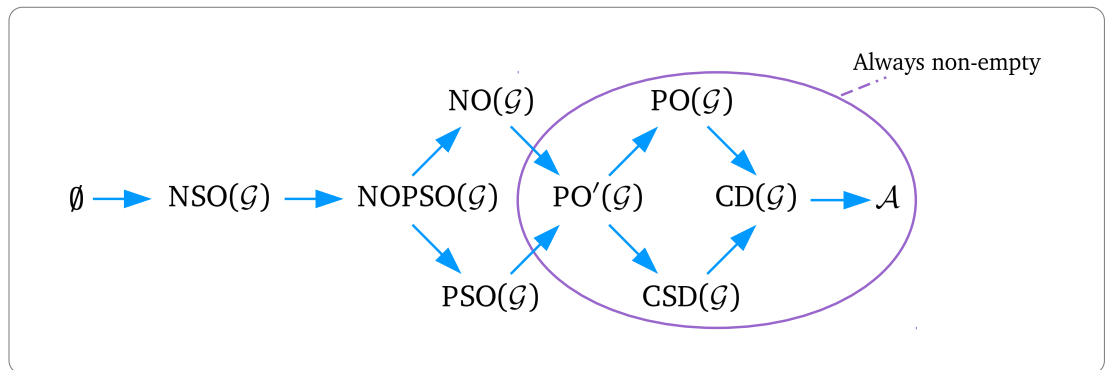 Always non-empty
NO(𝒢) PO(𝒢)
∅ NSO(𝒢) NOPSO(𝒢) PO′(𝒢) CD(𝒢) 𝒜
PSO(𝒢) CSD(𝒢)